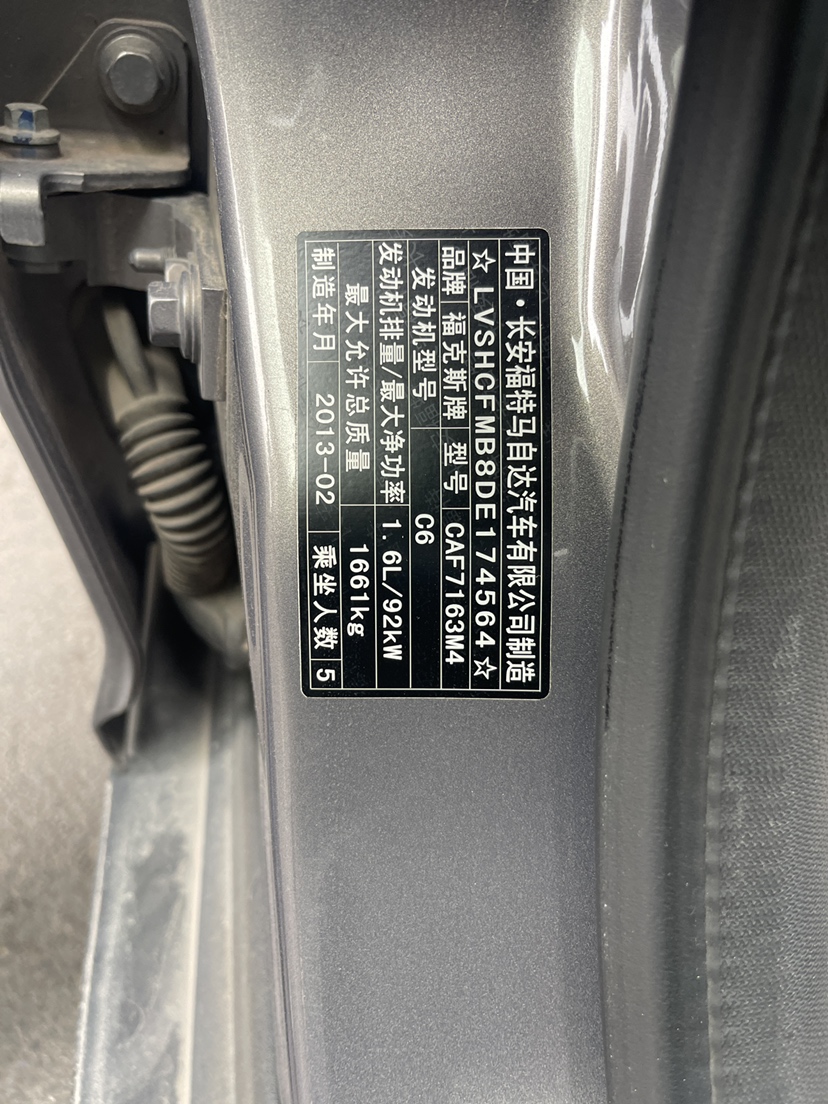 中国·长安福特马自达汽车有限公司制造
☆LVSHCFMB8DE174564☆
品牌 福克斯牌 型号 CAF7163M4
发动机型号 C6
发动机排量/最大净功率 1.6L/92kW
最大允许总质量 1661kg
制造年月 2013-02 乘坐人数 5